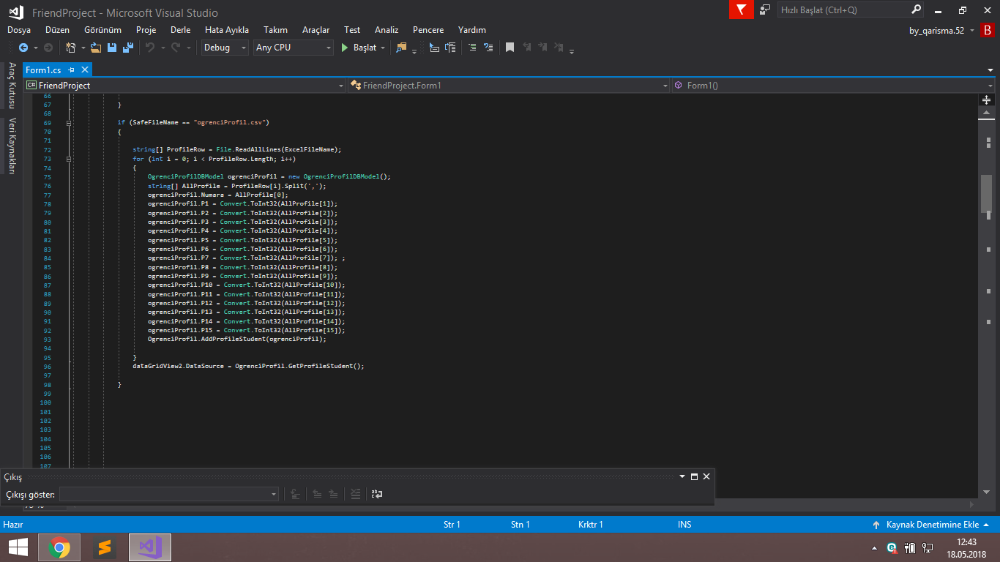 FriendProject - Microsoft Visual Studio
Hızlı Başlat (Ctrl+Q)
Dosya Düzen Görünüm Proje Derle Hata Ayıkla Takım Araçlar Test Analiz Pencere Yardım
by_qarisma.52 B
Debug Any CPU Başlat
Araç Kutusu
Veri Kaynakları
Form1.cs
C# FriendProject FriendProject.Form1 Form1()
66
67 }
68
69 if (SafeFileName == "ogrenciProfil.csv")
70 {
71
72 string[] ProfileRow = File.ReadAllLines(ExcelFileName);
73 for (int i = 0; i < ProfileRow.Length; i++)
74 {
75 OgrenciProfilDBModel ogrenciProfil = new OgrenciProfilDBModel();
76 string[] AllProfile = ProfileRow[i].Split(',');
77 ogrenciProfil.Numara = AllProfile[0];
78 ogrenciProfil.P1 = Convert.ToInt32(AllProfile[1]);
79 ogrenciProfil.P2 = Convert.ToInt32(AllProfile[2]);
80 ogrenciProfil.P3 = Convert.ToInt32(AllProfile[3]);
81 ogrenciProfil.P4 = Convert.ToInt32(AllProfile[4]);
82 ogrenciProfil.P5 = Convert.ToInt32(AllProfile[5]);
83 ogrenciProfil.P6 = Convert.ToInt32(AllProfile[6]);
84 ogrenciProfil.P7 = Convert.ToInt32(AllProfile[7]); ;
85 ogrenciProfil.P8 = Convert.ToInt32(AllProfile[8]);
86 ogrenciProfil.P9 = Convert.ToInt32(AllProfile[9]);
87 ogrenciProfil.P10 = Convert.ToInt32(AllProfile[10]);
88 ogrenciProfil.P11 = Convert.ToInt32(AllProfile[11]);
89 ogrenciProfil.P12 = Convert.ToInt32(AllProfile[12]);
90 ogrenciProfil.P13 = Convert.ToInt32(AllProfile[13]);
91 ogrenciProfil.P14 = Convert.ToInt32(AllProfile[14]);
92 ogrenciProfil.P15 = Convert.ToInt32(AllProfile[15]);
93 OgrenciProfil.AddProfileStudent(ogrenciProfil);
94
95 }
96 dataGridView2.DataSource = OgrenciProfil.GetProfileStudent();
97
98 }
99
100
101
102
103
104
105
106
107
Çıkış
Çıkışı göster:
Hazır Str 1 Stn 1 Krktr 1 INS Kaynak Denetimine Ekle
12:43
18.05.2018